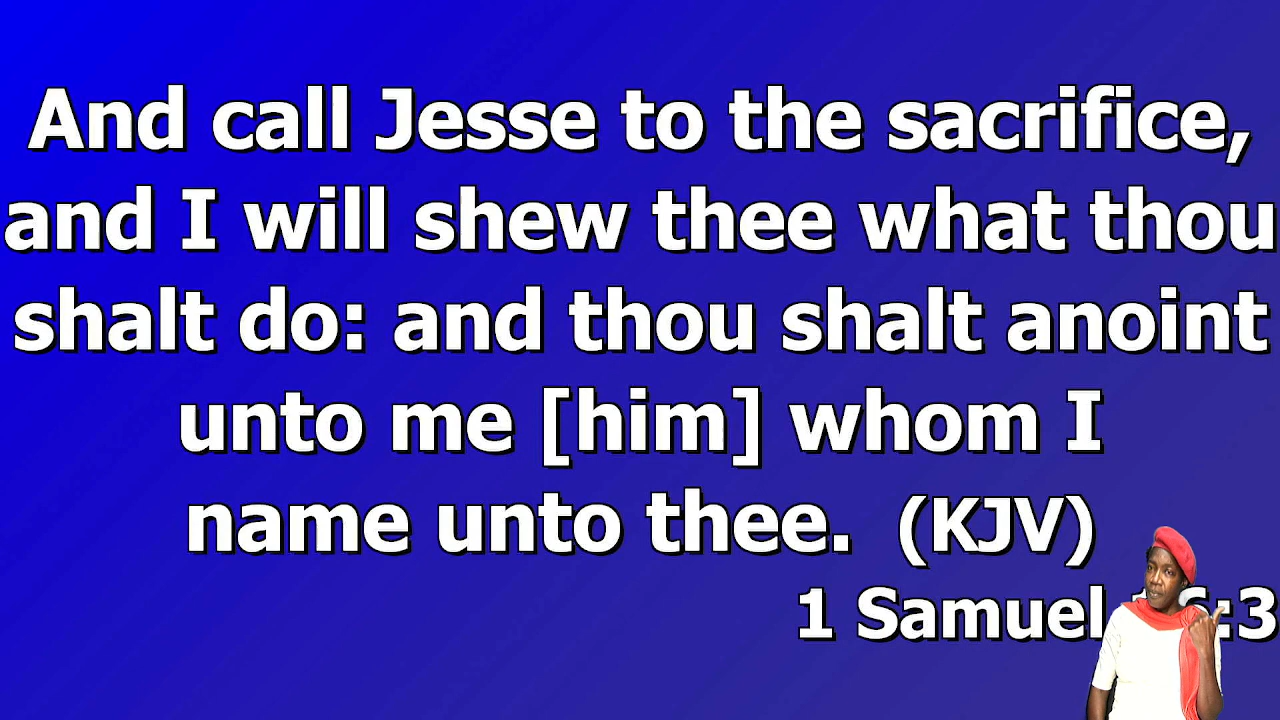 And call Jesse to the sacrifice,
and I will shew thee what thou
shalt do: and thou shalt anoint
unto me [him] whom I
name unto thee. (KJV)
1 Samuel 6:3